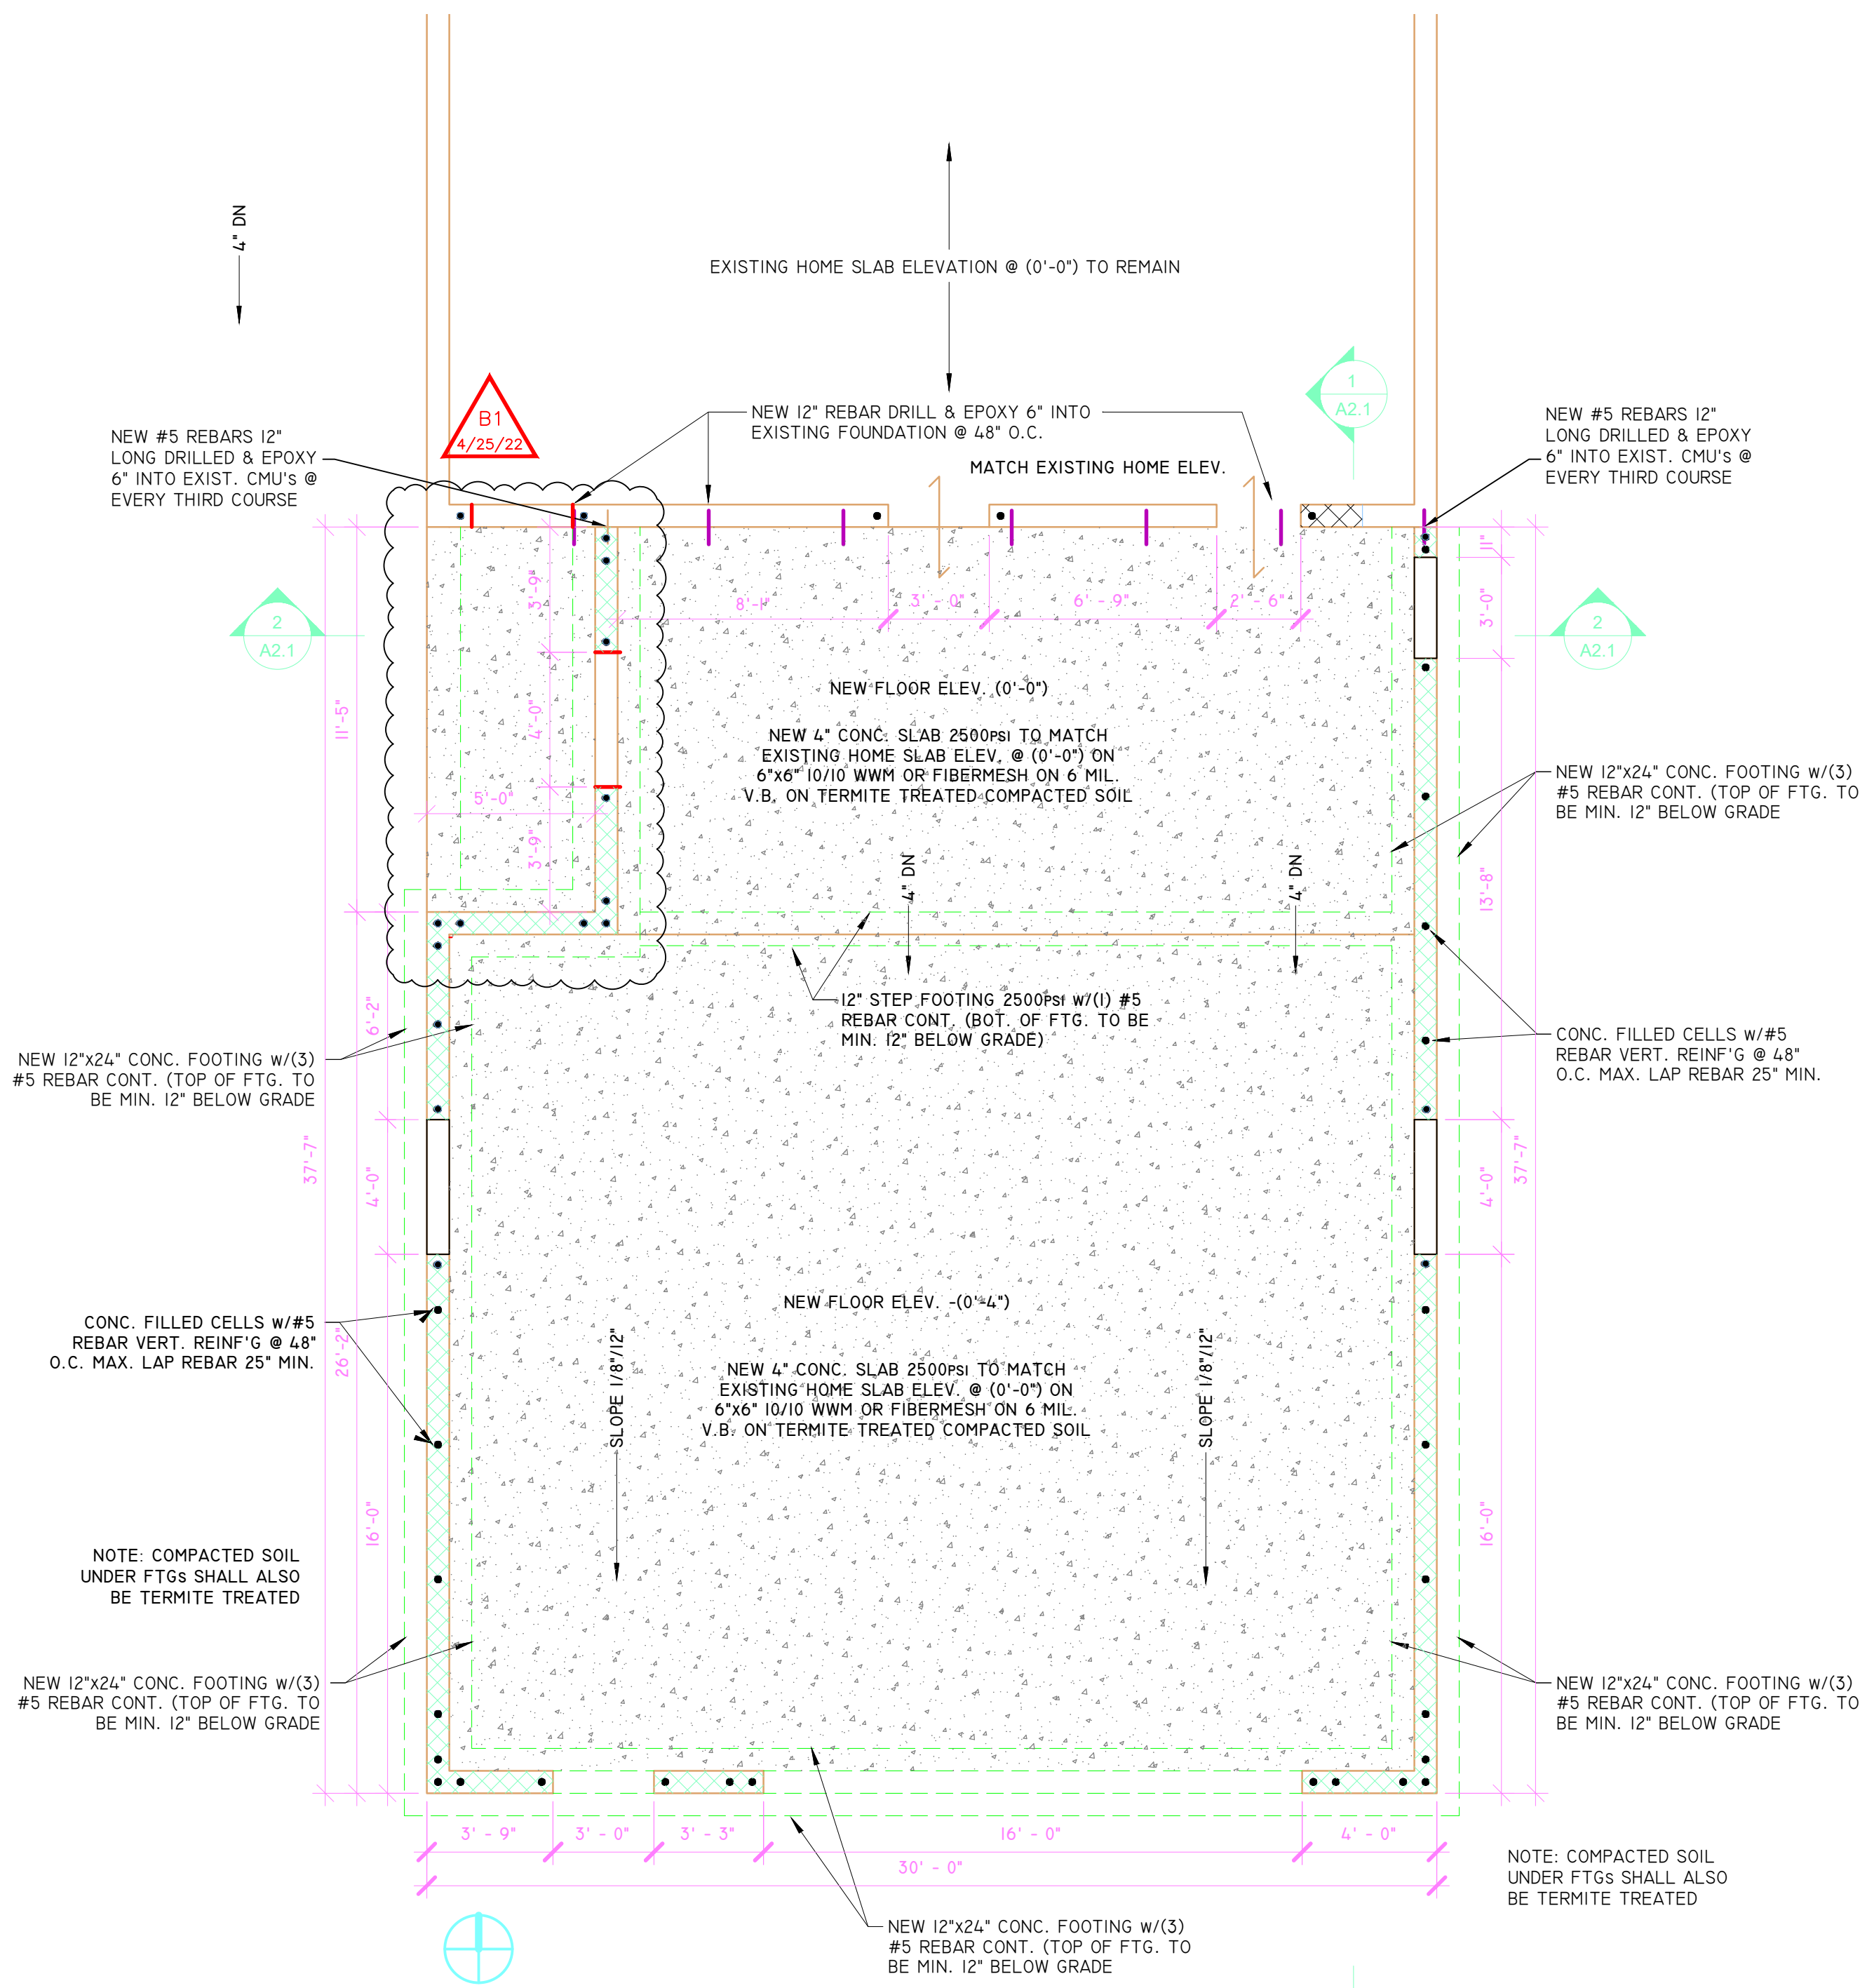 4" DN
EXISTING HOME SLAB ELEVATION @ (0'-0") TO REMAIN
1
A2.1
B1
4/25/22
NEW 12" REBAR DRILL & EPOXY 6" INTO
EXISTING FOUNDATION @ 48" O.C.
MATCH EXISTING HOME ELEV.
NEW #5 REBARS 12"
LONG DRILLED & EPOXY
6" INTO EXIST. CMU's @
EVERY THIRD COURSE
NEW #5 REBARS 12"
LONG DRILLED & EPOXY
6" INTO EXIST. CMU's @
EVERY THIRD COURSE
11"
3'-9"
8'-1"
3' - 0"
6' - 9"
2' - 6"
3'-0"
2
A2.1
2
A2.1
11'-5"
4'-0"
5'-0"
3'-9"
NEW FLOOR ELEV. (0'-0")
NEW 4" CONC. SLAB 2500PSI TO MATCH
EXISTING HOME SLAB ELEV. @ (0'-0") ON
6"x6" 10/10 WWM OR FIBERMESH ON 6 MIL.
V.B. ON TERMITE TREATED COMPACTED SOIL
NEW 12"x24" CONC. FOOTING w/(3)
#5 REBAR CONT. (TOP OF FTG. TO
BE MIN. 12" BELOW GRADE
4" DN
4" DN
13'-8"
12" STEP FOOTING 2500PSI W/(1) #5
REBAR CONT. (BOT. OF FTG. TO BE
MIN. 12" BELOW GRADE)
6'-2"
NEW 12"x24" CONC. FOOTING w/(3)
#5 REBAR CONT. (TOP OF FTG. TO
BE MIN. 12" BELOW GRADE
CONC. FILLED CELLS w/#5
REBAR VERT. REINF'G @ 48"
O.C. MAX. LAP REBAR 25" MIN.
37'-7"
4'-0"
4'-0"
37'-7"
NEW FLOOR ELEV. -(0'-4")
CONC. FILLED CELLS w/#5
REBAR VERT. REINF'G @ 48"
O.C. MAX. LAP REBAR 25" MIN.
26'-2"
SLOPE 1/8"/12"
SLOPE 1/8"/12"
NEW 4" CONC. SLAB 2500PSI TO MATCH
EXISTING HOME SLAB ELEV. @ (0'-0") ON
6"x6" 10/10 WWM OR FIBERMESH ON 6 MIL.
V.B. ON TERMITE TREATED COMPACTED SOIL
16'-0"
16'-0"
NOTE: COMPACTED SOIL
UNDER FTGs SHALL ALSO
BE TERMITE TREATED
NEW 12"x24" CONC. FOOTING w/(3)
#5 REBAR CONT. (TOP OF FTG. TO
BE MIN. 12" BELOW GRADE
NEW 12"x24" CONC. FOOTING w/(3)
#5 REBAR CONT. (TOP OF FTG. TO
BE MIN. 12" BELOW GRADE
3' - 9"
3' - 0"
3' - 3"
16' - 0"
4' - 0"
30' - 0"
NOTE: COMPACTED SOIL
UNDER FTGs SHALL ALSO
BE TERMITE TREATED
NEW 12"x24" CONC. FOOTING w/(3)
#5 REBAR CONT. (TOP OF FTG. TO
BE MIN. 12" BELOW GRADE